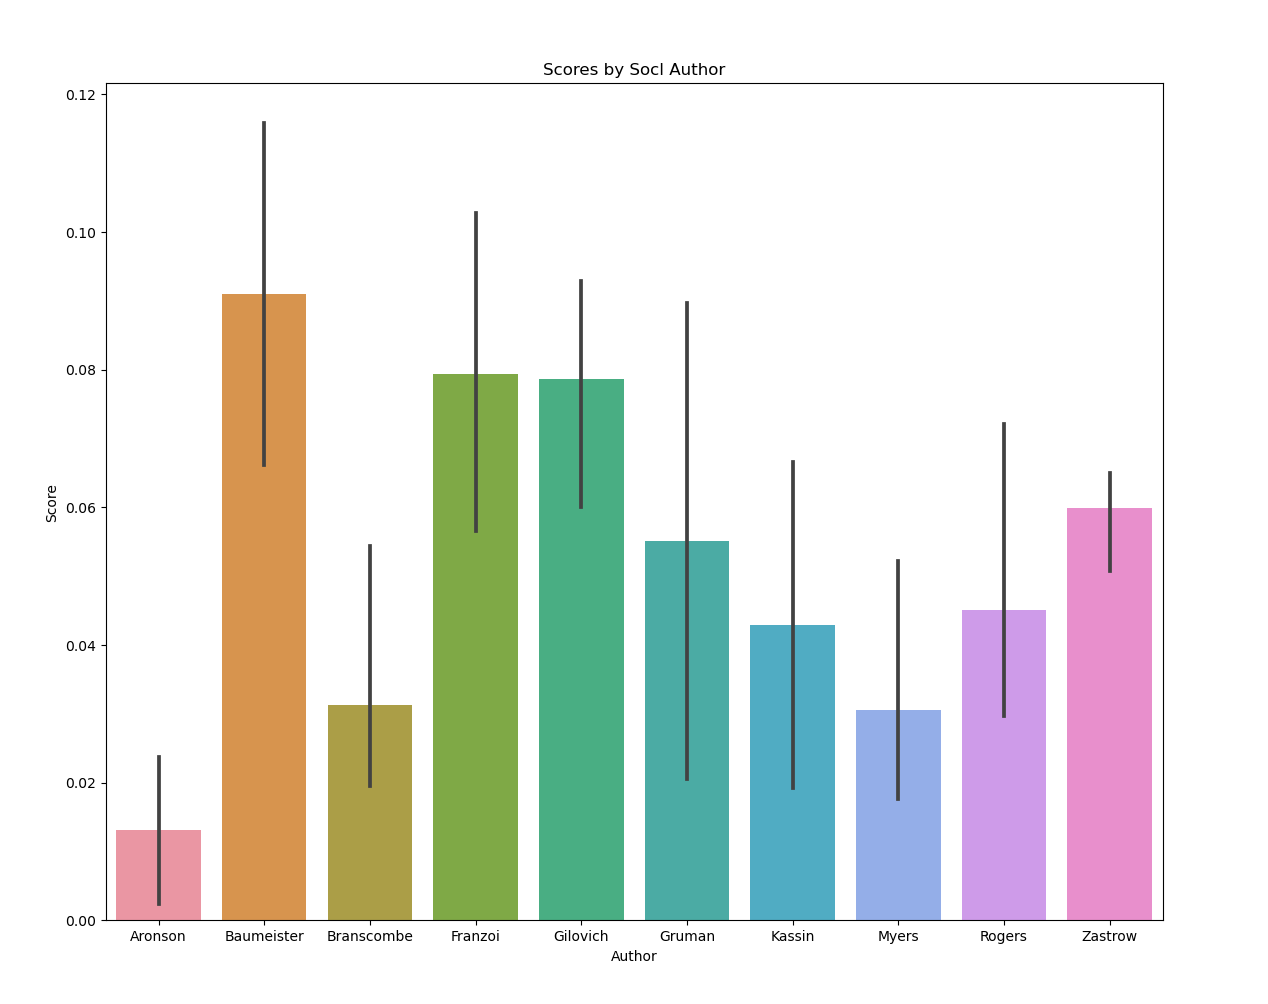 Scores by Socl Author
0.12
0.10
0.08
0.06
0.04
0.02
0.00
Score
Aronson Baumeister Branscombe Franzoi Gilovich Gruman Kassin Myers Rogers Zastrow
Author